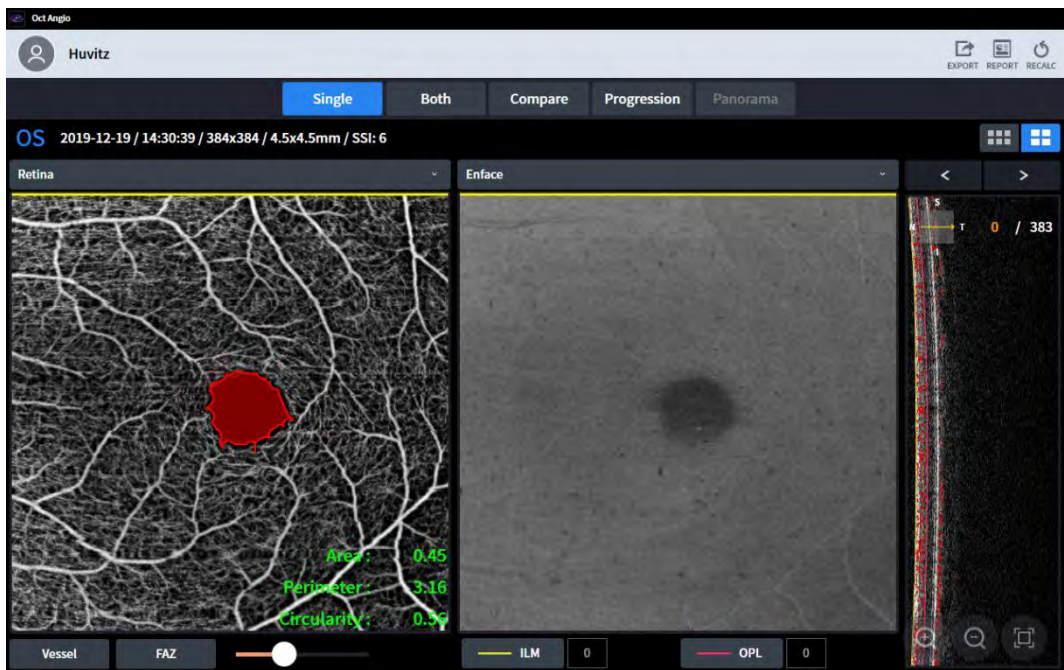 Oct Angio
Huvitz
EXPORT REPORT RECALC
Single Both Compare Progression Panorama
OS 2019-12-19 / 14:30:39 / 384x384 / 4.5x4.5mm / SSI: 6
Retina Enface < >
S
N T 0 / 383
I
Area : 0.45
Perimeter : 3.16
Circularity : 0.56
Vessel FAZ ILM 0 OPL 0